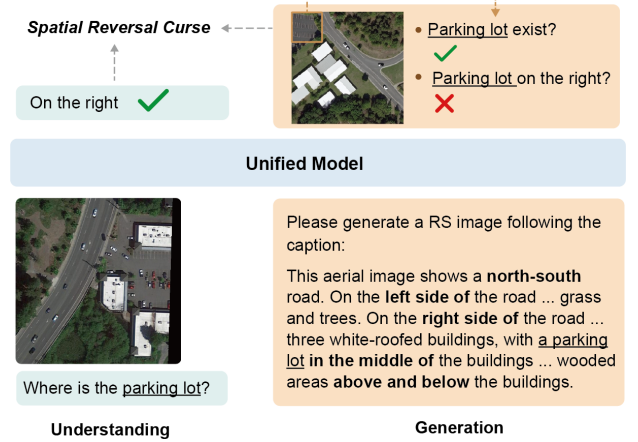 Spatial Reversal Curse
On the right
• Parking lot exist?
• Parking lot on the right?
Unified Model
Where is the parking lot?
Understanding
Please generate a RS image following the
caption:
This aerial image shows a north-south
road. On the left side of the road ... grass
and trees. On the right side of the road ...
three white-roofed buildings, with a parking
lot in the middle of the buildings ... wooded
areas above and below the buildings.
Generation